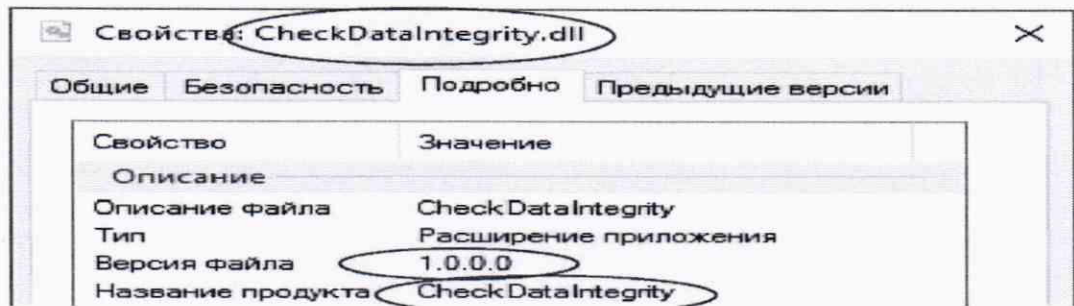 Свойства: CheckDataIntegrity.dll
Общие Безопасность Подробно Предыдущие версии
Свойство Значение
Описание
Описание файла CheckDataIntegrity
Тип Расширение приложения
Версия файла 1.0.0.0
Название продукта CheckDataIntegrity